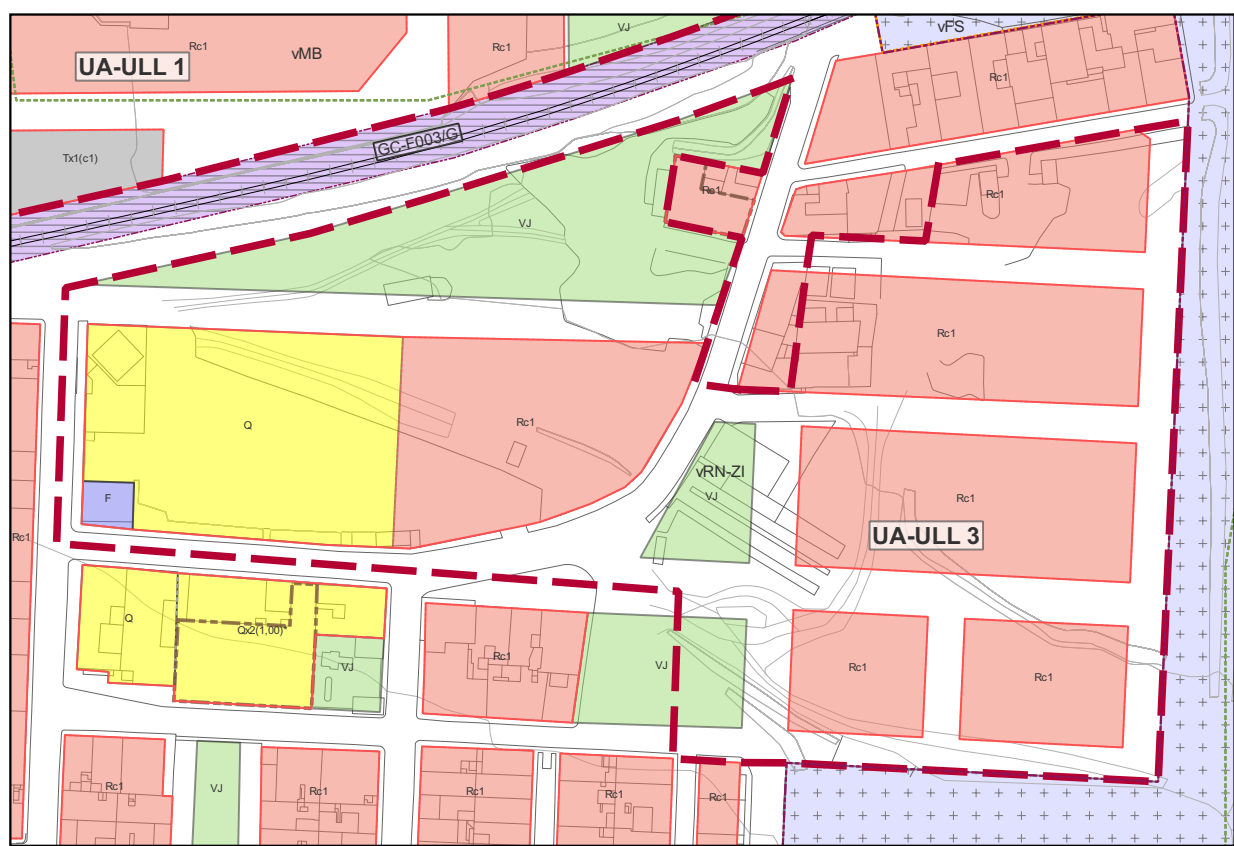 vFS
VJ
Rc1
Rc1
vMB
UA-ULL 1
Rc1
GC-F003/G
Tx1(c1)
Rc1
Rc1
VJ
Rc1
Q
Rc1
vRN-ZI
VJ
F
Rc1
UA-ULL 3
Rc1
Q
Qx2(1,00)
VJ
Rc1
VJ
Rc1
Rc1
Rc1
VJ
Rc1
Rc1
Rc1
Rc1